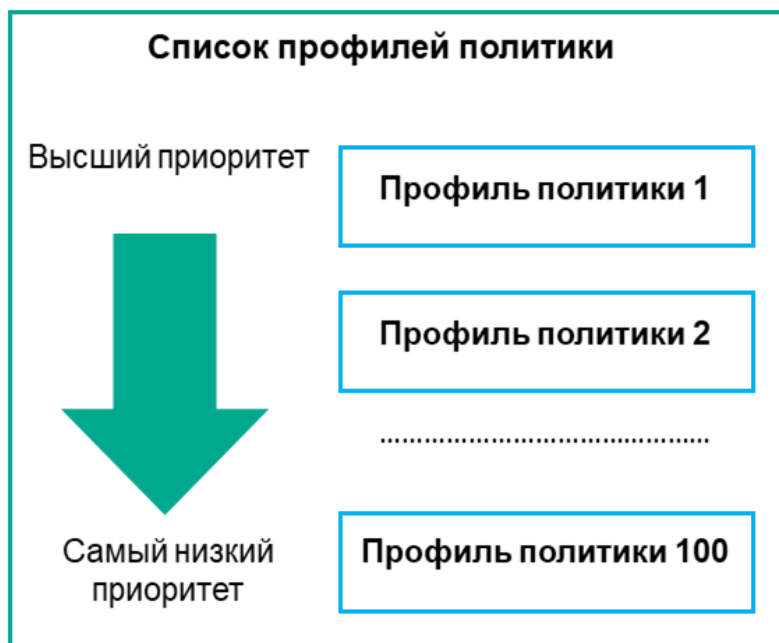 Список профилей политики
Высший приоритет
Профиль политики 1
Профиль политики 2
................................................
Самый низкий
приоритет
Профиль политики 100